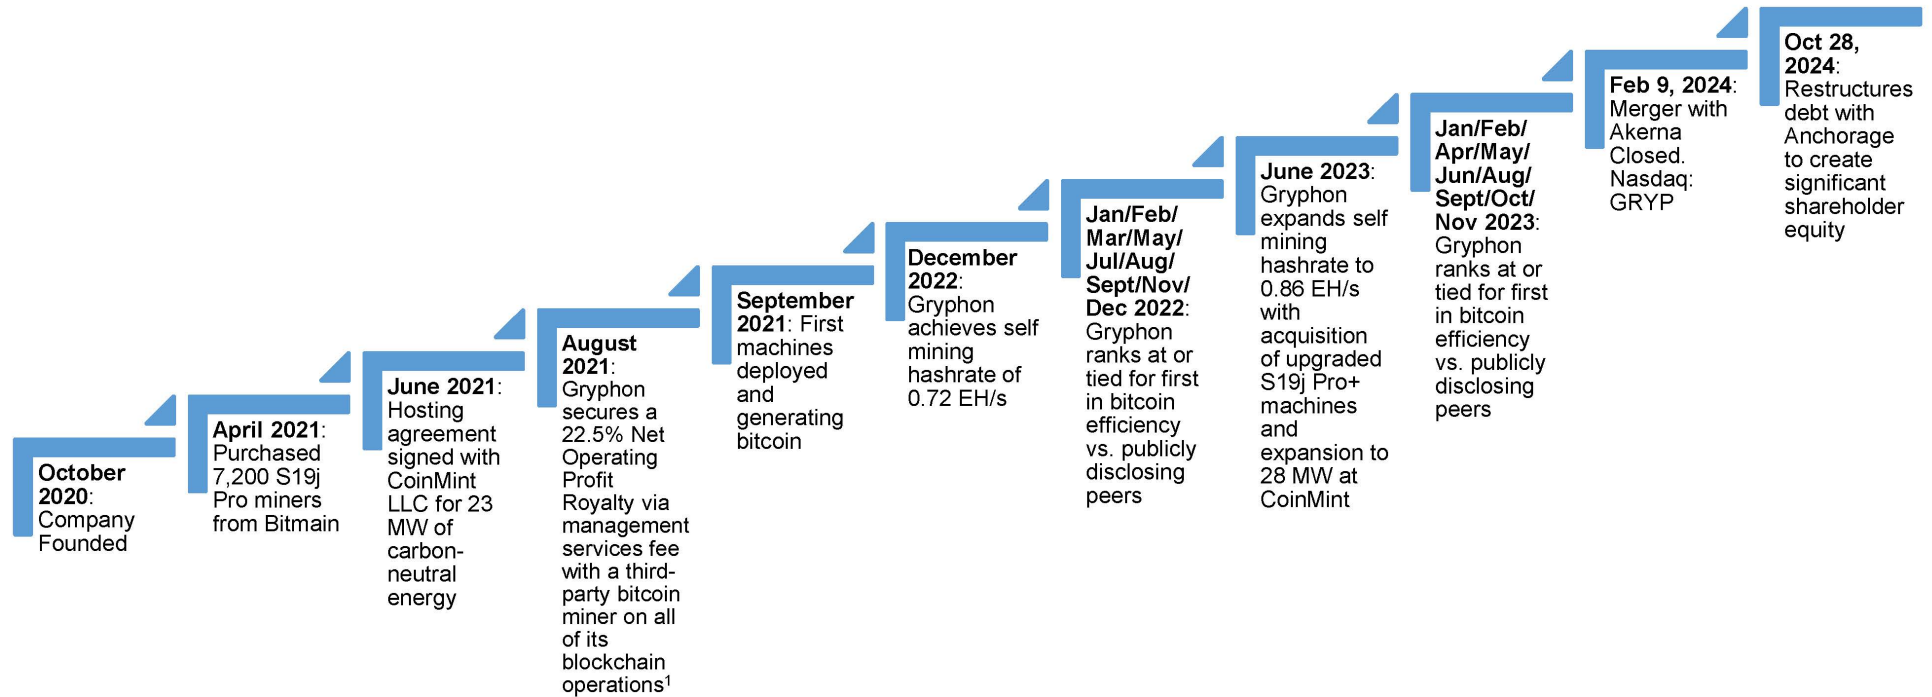 October
2020:
Company
Founded
April 2021:
Purchased
7,200 S19j
Pro miners
from Bitmain
June 2021:
Hosting
agreement
signed with
CoinMint
LLC for 23
MW of
carbon-
neutral
energy
August
2021:
Gryphon
secures a
22.5% Net
Operating
Profit
Royalty via
management
services fee
with a third-
party bitcoin
miner on all
of its
blockchain
operations¹
September
2021: First
machines
deployed
and
generating
bitcoin
December
2022:
Gryphon
achieves self
mining
hashrate of
0.72 EH/s
Jan/Feb/
Mar/May/
Jul/Aug/
Sept/Nov/
Dec 2022:
Gryphon
ranks at or
tied for first
in bitcoin
efficiency
vs. publicly
disclosing
peers
June 2023:
Gryphon
expands self
mining
hashrate to
0.86 EH/s
with
acquisition
of upgraded
S19j Pro+
machines
and
expansion to
28 MW at
CoinMint
Jan/Feb/
Apr/May/
Jun/Aug/
Sept/Oct/
Nov 2023:
Gryphon
ranks at or
tied for first
in bitcoin
efficiency
vs. publicly
disclosing
peers
Feb 9, 2024:
Merger with
Akerna
Closed.
Nasdaq:
GRYP
Oct 28,
2024:
Restructures
debt with
Anchorage
to create
significant
shareholder
equity